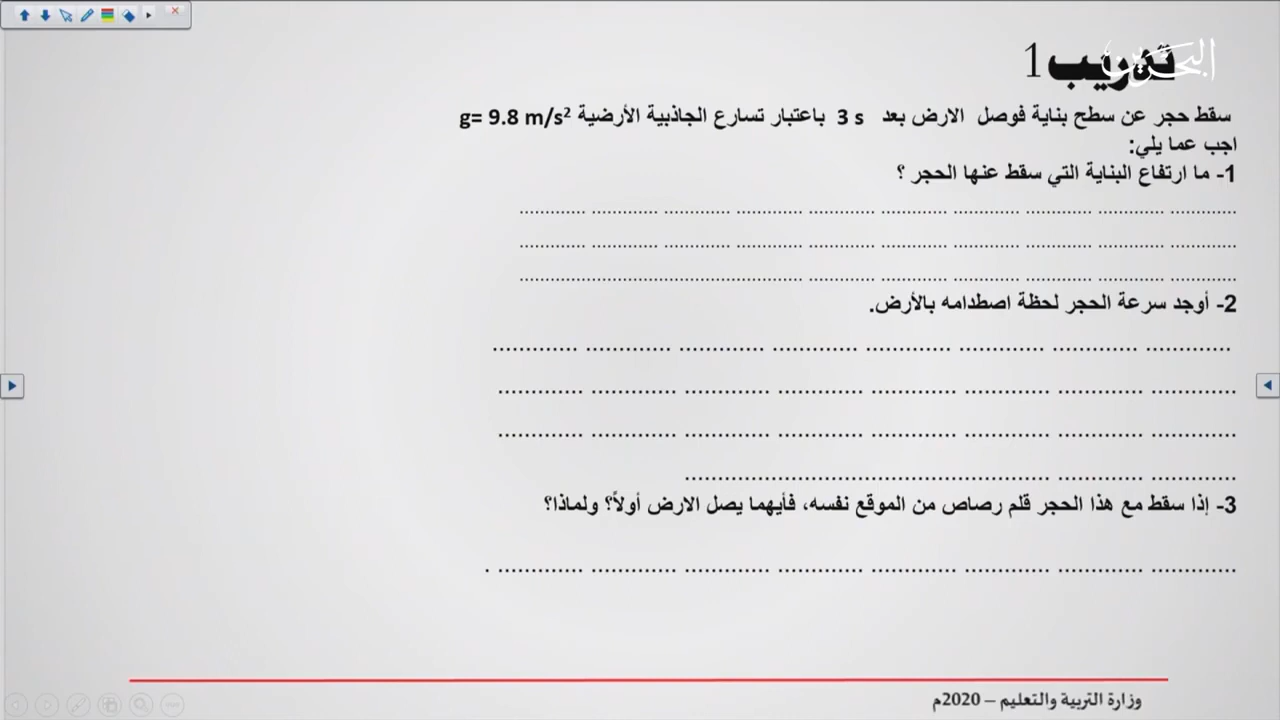 البحرين
تدريب 1
سقط حجر عن سطح بناية فوصل الارض بعد 3 s باعتبار تسارع الجاذبية الأرضية g= 9.8 m/s²
اجب عما يلي:
1- ما ارتفاع البناية التي سقط عنها الحجر ؟
2- أوجد سرعة الحجر لحظة اصطدامه بالأرض.
3- إذا سقط مع هذا الحجر قلم رصاص من الموقع نفسه، فأيهما يصل الارض أولاً؟ ولماذا؟
وزارة التربية والتعليم – 2020م